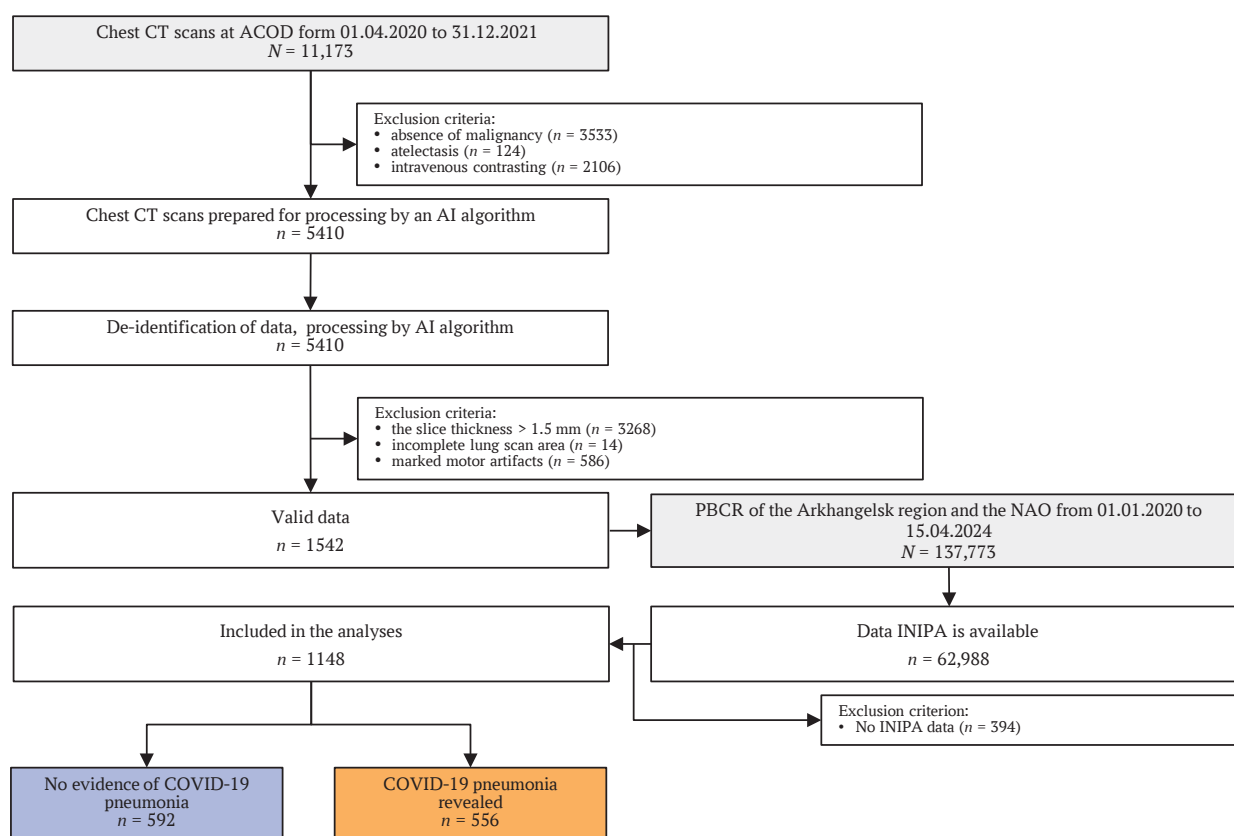 Chest CT scans at ACOD form 01.04.2020 to 31.12.2021
N = 11,173
Exclusion criteria:
• absence of malignancy (n = 3533)
• atelectasis (n = 124)
• intravenous contrasting (n = 2106)
Chest CT scans prepared for processing by an AI algorithm
n = 5410
De-identification of data, processing by AI algorithm
n = 5410
Exclusion criteria:
• the slice thickness > 1.5 mm (n = 3268)
• incomplete lung scan area (n = 14)
• marked motor artifacts (n = 586)
Valid data
n = 1542
PBCR of the Arkhangelsk region and the NAO from 01.01.2020 to
15.04.2024
N = 137,773
Data INIPA is available
n = 62,988
Included in the analyses
n = 1148
Exclusion criterion:
• No INIPA data (n = 394)
No evidence of COVID-19
pneumonia
n = 592
COVID-19 pneumonia
revealed
n = 556